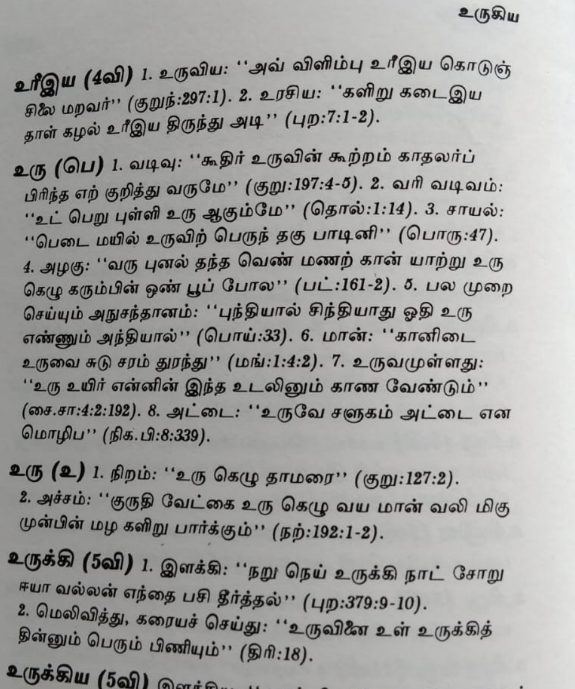 உருகிய
உரீஇய (4வி) 1. உருவிய: ‘‘அவ் விளிம்பு உரீஇய கொடுஞ்
சிலை மறவர்’’ (குறுந்:297:1). 2. உரசிய: ‘‘களிறு கடைஇய
தாள் கழல் உரீஇய திருந்து அடி’’ (புற:7:1-2).
உரு (பெ) 1. வடிவு: ‘‘கூதிர் உருவின் கூற்றம் காதலர்ப்
பிரிந்த எற் குறித்து வருமே’’ (குறு:197:4-5). 2. வரி வடிவம்:
‘‘உட் பெறு புள்ளி உரு ஆகும்மே’’ (தொல்:1:14). 3. சாயல்:
‘‘பெடை மயில் உருவிற் பெருந் தகு பாடினி’’ (பொரு:47).
4. அழகு: ‘‘வரு புனல் தந்த வெண் மணற் கான் யாற்று உரு
கெழு கரும்பின் ஒண் பூப் போல’’ (பட்:161-2). 5. பல முறை
செய்யும் அநுசந்தானம்: ‘‘புந்தியால் சிந்தியாது ஓதி உரு
எண்ணும் அந்தியால்’’ (பொய்:33). 6. மான்: ‘‘கானிடை
உருவை சுடு சரம் துரந்து’’ (மங்:1:4:2). 7. உருவமுள்ளது:
‘‘உரு உயிர் என்னின் இந்த உடலினும் காண வேண்டும்’’
(சை.சா:4:2:192). 8. அட்டை: ‘‘உருவே சளுகம் அட்டை என
மொழிப’’ (நிக.பி:8:339).
உரு (உ) 1. நிறம்: ‘‘உரு கெழு தாமரை’’ (குறு:127:2).
2. அச்சம்: ‘‘குருதி வேட்கை உரு கெழு வய மான் வலி மிகு
முன்பின் மழ களிறு பார்க்கும்’’ (நற்:192:1-2).
உருக்கி (5வி) 1. இளக்கி: ‘‘நறு நெய் உருக்கி நாட் சோறு
ஈயா வல்லன் எந்தை பசி தீர்த்தல்’’ (புற:379:9-10).
2. மெலிவித்து, கரையச் செய்து: ‘‘உருவினை உள் உருக்கித்
தின்னும் பெரும் பிணியும்’’ (திரி:18).
உருக்கிய (5வி)